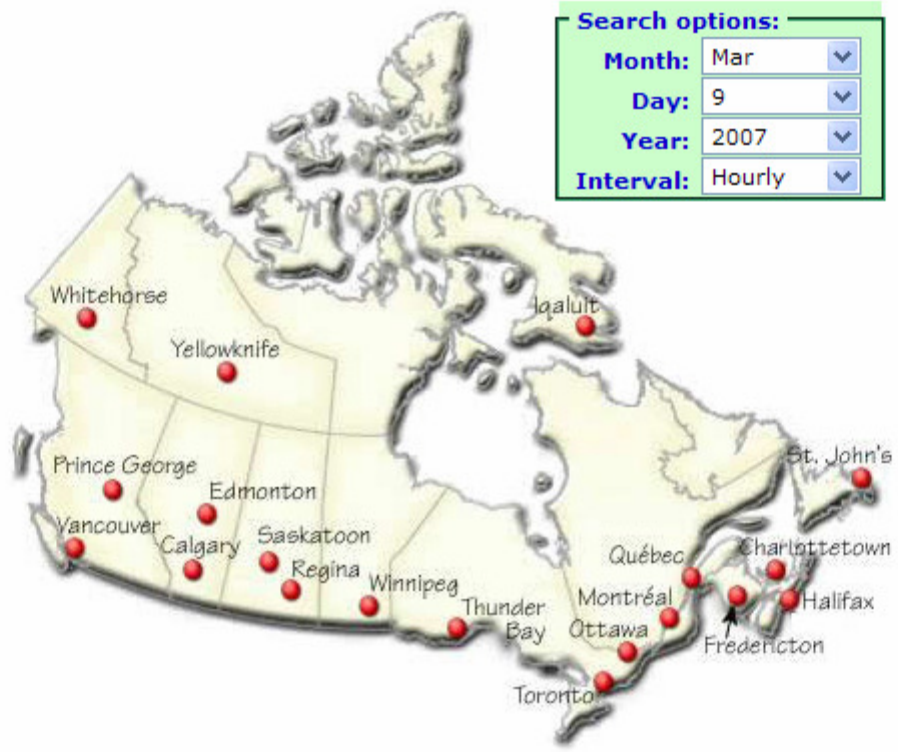 Search options:
Month: Mar
Day: 9
Year: 2007
Interval: Hourly
Whitehorse
Iqaluit
Yellowknife
Prince George
St. John's
Edmonton
Vancouver
Calgary
Saskatoon
Québec
Charlottetown
Regina
Winnipeg
Montréal
Halifax
Thunder
Bay
Ottawa
Fredericton
Toronto